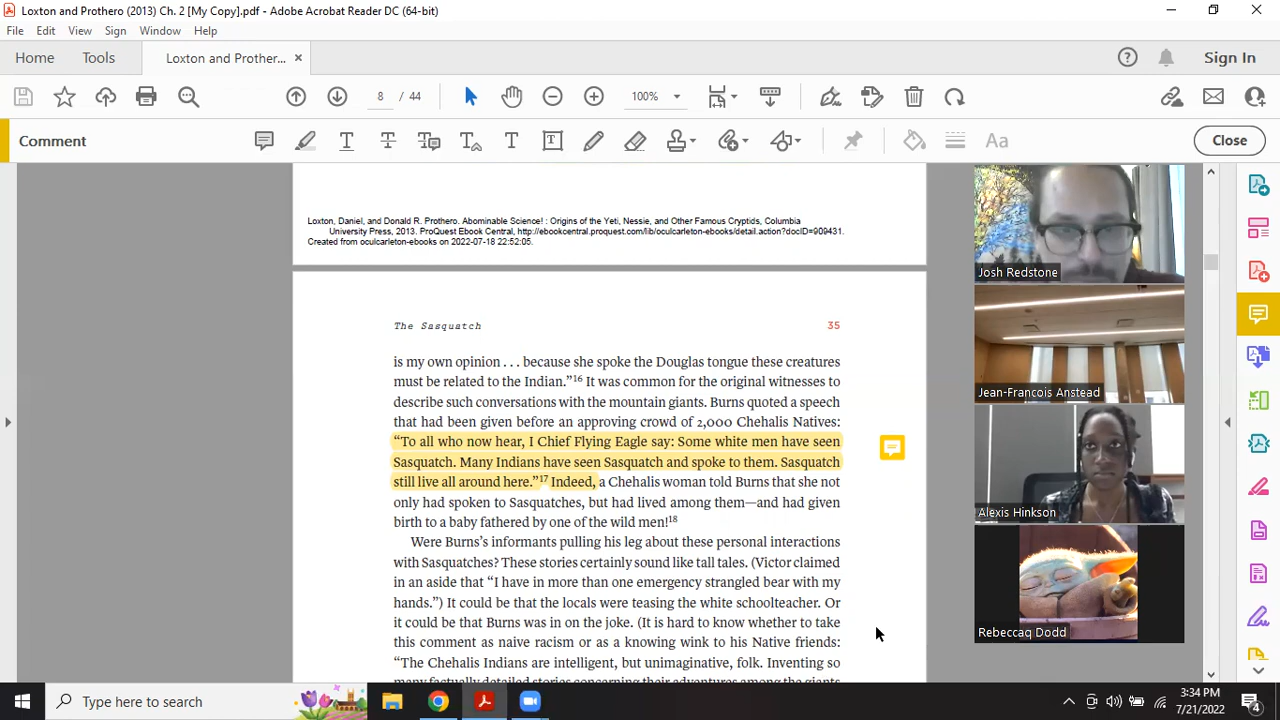 Loxton and Prothero (2013) Ch. 2 [My Copy].pdf - Adobe Acrobat Reader DC (64-bit)
File Edit View Sign Window Help
Home Tools Loxton and Prother... × Sign In
8 / 44 100%
Comment Close
Loxton, Daniel, and Donald R. Prothero. Abominable Science! : Origins of the Yeti, Nessie, and Other Famous Cryptids, Columbia
University Press, 2013. ProQuest Ebook Central, http://ebookcentral.proquest.com/lib/oculcarleton-ebooks/detail.action?docID=909431.
Created from oculcarleton-ebooks on 2022-07-18 22:52:05.
The Sasquatch 35
is my own opinion . . . because she spoke the Douglas tongue these creatures
must be related to the Indian.”16 It was common for the original witnesses to
describe such conversations with the mountain giants. Burns quoted a speech
that had been given before an approving crowd of 2,000 Chehalis Natives:
“To all who now hear, I Chief Flying Eagle say: Some white men have seen
Sasquatch. Many Indians have seen Sasquatch and spoke to them. Sasquatch
still live all around here.”17 Indeed, a Chehalis woman told Burns that she not
only had spoken to Sasquatches, but had lived among them—and had given
birth to a baby fathered by one of the wild men!18
Were Burns’s informants pulling his leg about these personal interactions
with Sasquatches? These stories certainly sound like tall tales. (Victor claimed
in an aside that “I have in more than one emergency strangled bear with my
hands.”) It could be that the locals were teasing the white schoolteacher. Or
it could be that Burns was in on the joke. (It is hard to know whether to take
this comment as naive racism or as a knowing wink to his Native friends:
“The Chehalis Indians are intelligent, but unimaginative, folk. Inventing so
many factually detailed stories concerning their adventures among the giants
Josh Redstone
Jean-Francois Anstead
Alexis Hinkson
Rebeccaq Dodd
Type here to search
3:34 PM
7/21/2022
4